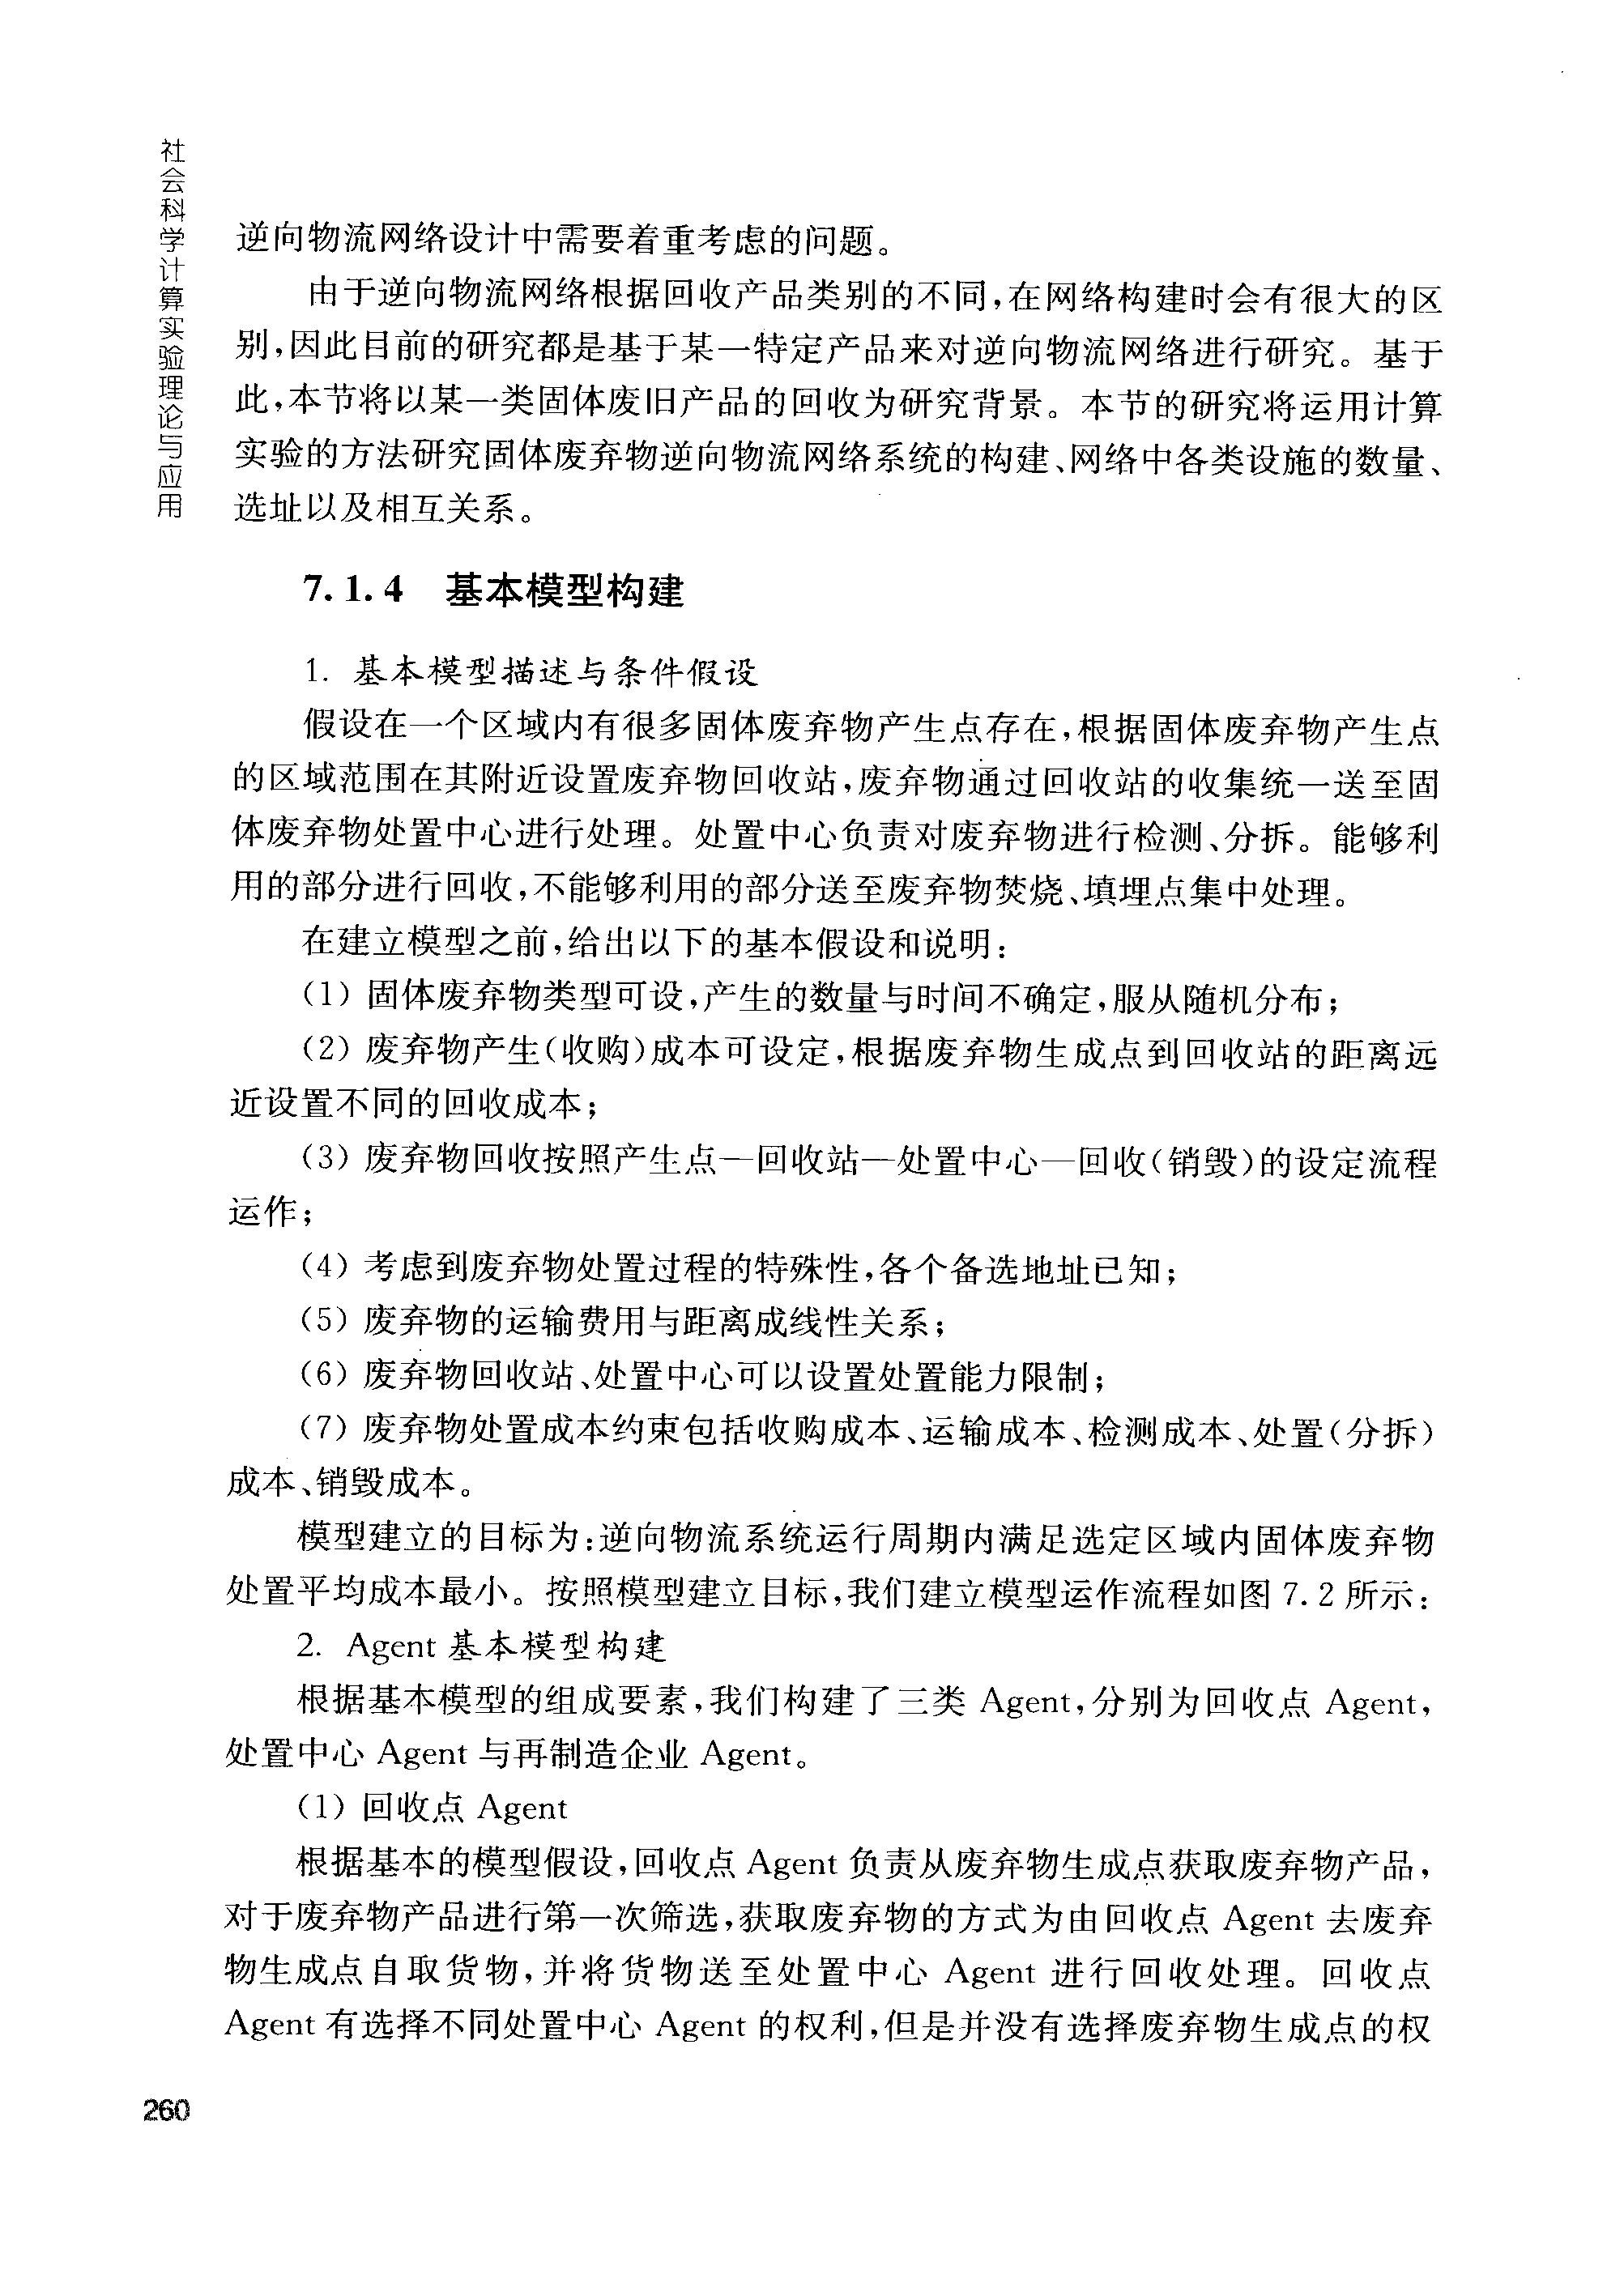 社会科学计算实验理论与应用
逆向物流网络设计中需要着重考虑的问题。
由于逆向物流网络根据回收产品类别的不同,在网络构建时会有很大的区
别,因此目前的研究都是基于某一特定产品来对逆向物流网络进行研究。基于
此,本节将以某一类固体废旧产品的回收为研究背景。本节的研究将运用计算
实验的方法研究固体废弃物逆向物流网络系统的构建、网络中各类设施的数量、
选址以及相互关系。
7.1.4 基本模型构建
1. 基本模型描述与条件假设
假设在一个区域内有很多固体废弃物产生点存在,根据固体废弃物产生点
的区域范围在其附近设置废弃物回收站,废弃物通过回收站的收集统一送至固
体废弃物处置中心进行处理。处置中心负责对废弃物进行检测、分拆。能够利
用的部分进行回收,不能够利用的部分送至废弃物焚烧、填埋点集中处理。
在建立模型之前,给出以下的基本假设和说明:
(1) 固体废弃物类型可设,产生的数量与时间不确定,服从随机分布;
(2) 废弃物产生(收购)成本可设定,根据废弃物生成点到回收站的距离远
近设置不同的回收成本;
(3) 废弃物回收按照产生点—回收站—处置中心—回收(销毁)的设定流程
运作;
(4) 考虑到废弃物处置过程的特殊性,各个备选地址已知;
(5) 废弃物的运输费用与距离成线性关系;
(6) 废弃物回收站、处置中心可以设置处置能力限制;
(7) 废弃物处置成本约束包括收购成本、运输成本、检测成本、处置(分拆)
成本、销毁成本。
模型建立的目标为:逆向物流系统运行周期内满足选定区域内固体废弃物
处置平均成本最小。按照模型建立目标,我们建立模型运作流程如图 7.2 所示:
2. Agent 基本模型构建
根据基本模型的组成要素,我们构建了三类 Agent,分别为回收点 Agent,
处置中心 Agent 与再制造企业 Agent。
(1) 回收点 Agent
根据基本的模型假设,回收点 Agent 负责从废弃物生成点获取废弃物产品,
对于废弃物产品进行第一次筛选,获取废弃物的方式为由回收点 Agent 去废弃
物生成点自取货物,并将货物送至处置中心 Agent 进行回收处理。回收点
Agent 有选择不同处置中心 Agent 的权利,但是并没有选择废弃物生成点的权
260